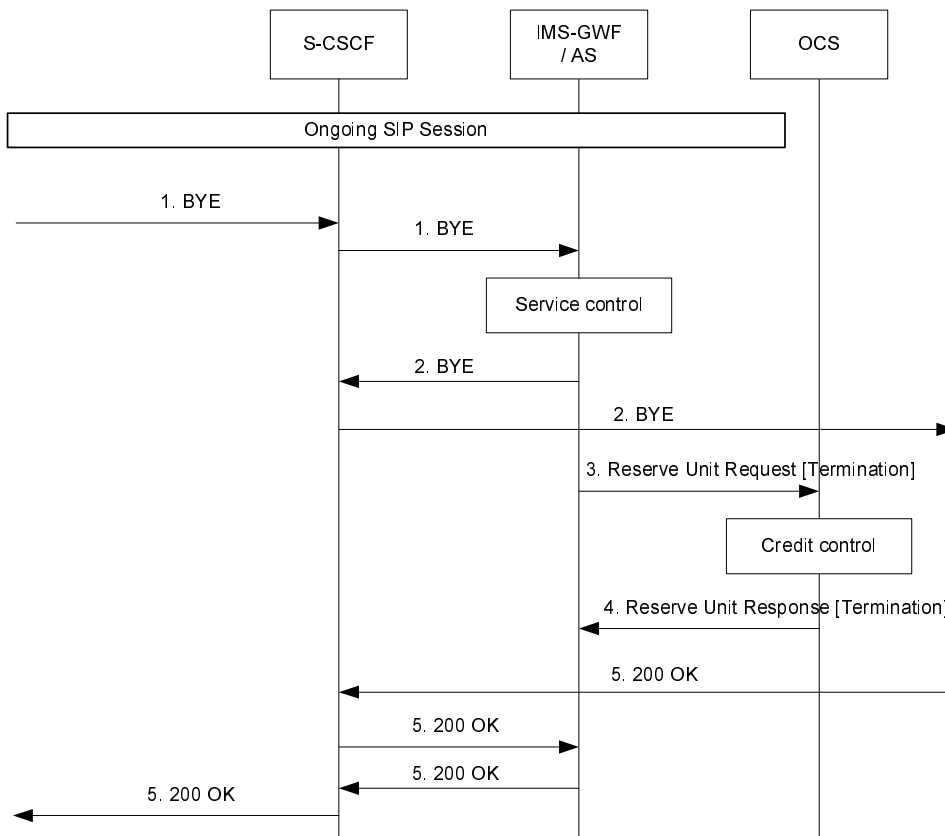 S-CSCF
IMS-GWF
/ AS
OCS
Ongoing SIP Session
1. BYE
1. BYE
Service control
2. BYE
2. BYE
3. Reserve Unit Request [Termination]
Credit control
4. Reserve Unit Response [Termination]
5. 200 OK
5. 200 OK
5. 200 OK
5. 200 OK